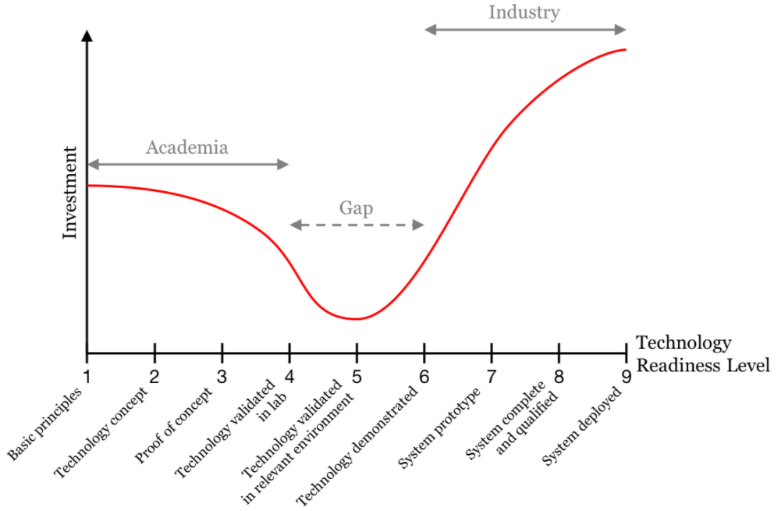 Industry
Academia
Gap
Investment
Technology
Readiness Level
1 2 3 4 5 6 7 8 9
Basic principles
Technology concept
Proof of concept
Technology validated
in lab
Technology validated
in relevant environment
Technology demonstrated
System prototype
System complete
and qualified
System deployed